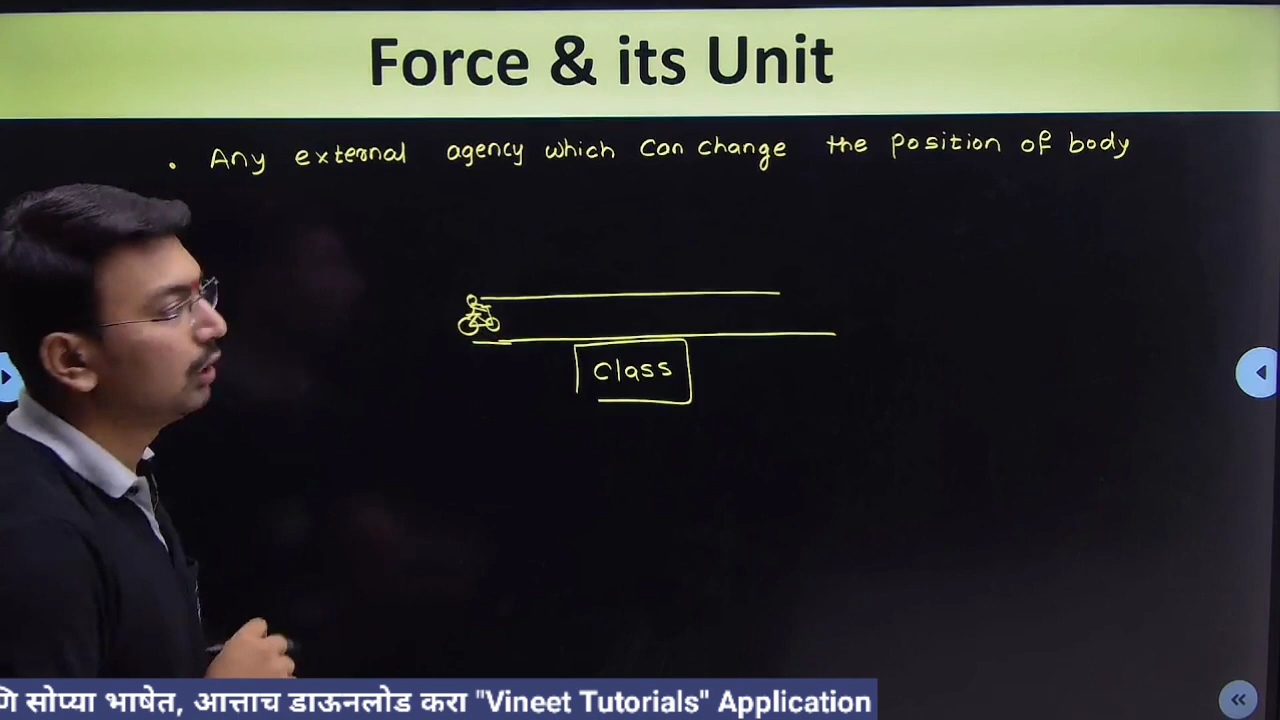 Force & its Unit
. Any external agency which can change the position of body
Class
सोप्या भाषेत, आत्ताच डाऊनलोड करा "Vineet Tutorials" Application